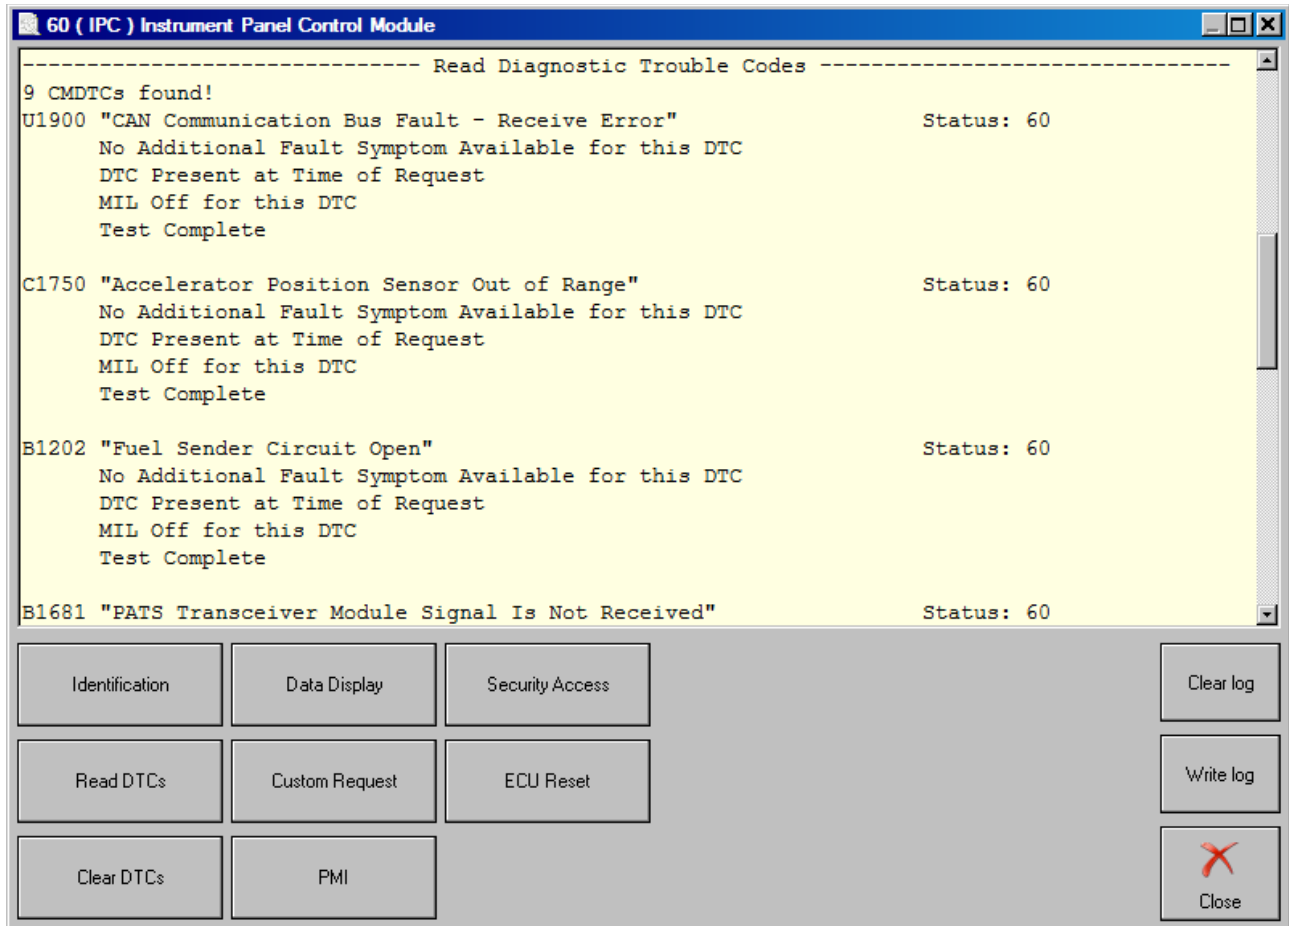 60 ( IPC ) Instrument Panel Control Module
------------------------------- Read Diagnostic Trouble Codes --------------------------------
9 CMDTCs found!
U1900 "CAN Communication Bus Fault - Receive Error" Status: 60
No Additional Fault Symptom Available for this DTC
DTC Present at Time of Request
MIL Off for this DTC
Test Complete
C1750 "Accelerator Position Sensor Out of Range" Status: 60
No Additional Fault Symptom Available for this DTC
DTC Present at Time of Request
MIL Off for this DTC
Test Complete
B1202 "Fuel Sender Circuit Open" Status: 60
No Additional Fault Symptom Available for this DTC
DTC Present at Time of Request
MIL Off for this DTC
Test Complete
B1681 "PATS Transceiver Module Signal Is Not Received" Status: 60
Identification Data Display Security Access Clear log
Read DTCs Custom Request ECU Reset Write log
Clear DTCs PMI Close